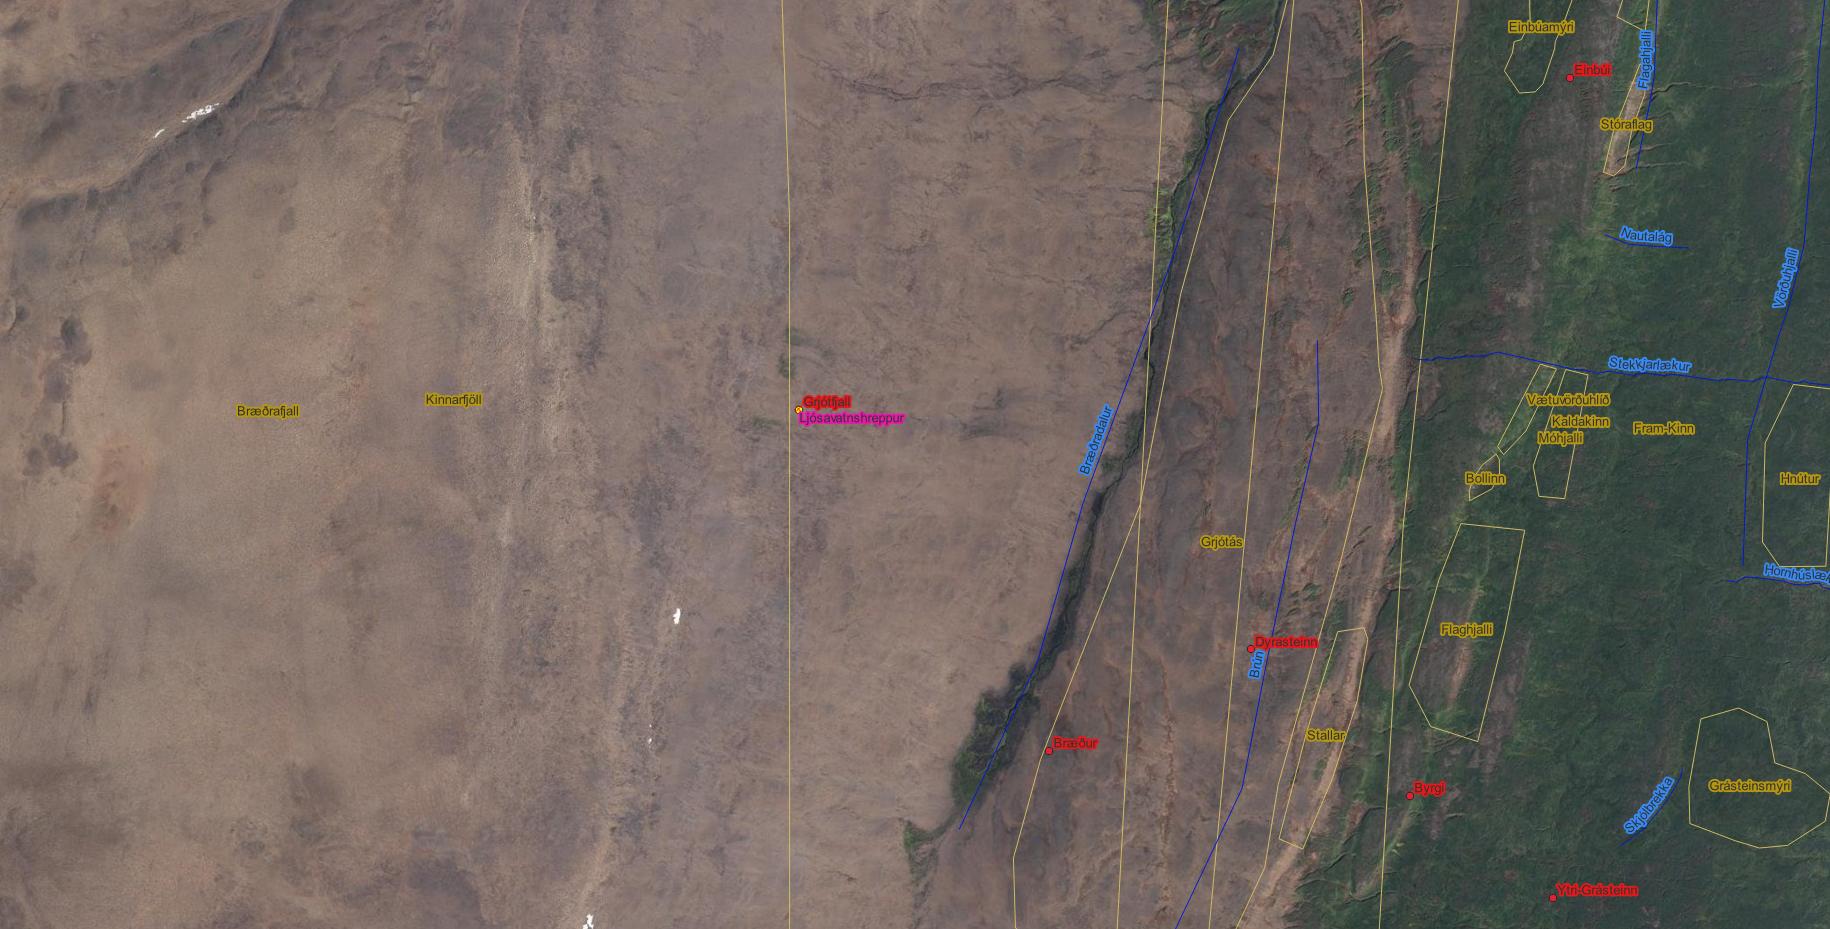 Einbúamýri
Flagahjalli
Einbúi
Stóraflag
Nautalág
Vörðuhjalli
Stekkjarlækur
Bræðrafjall
Kinnarfjöll
Grjótfjall
Ljósavatnshreppur
Bræðradalur
Vætuvörðuhlíð
Kaldakinn
Móhjalli
Fram-Kinn
Bollinn
Hnútur
Grjótás
Flaghjalli
Dyrasteinn
Brún
Bræður
Stallar
Byrgi
Skjólbrekka
Grásteinsmýri
Ytri-Grásteinn